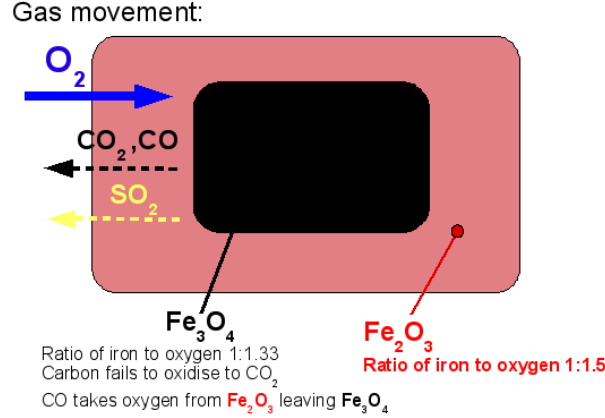 Gas movement:
O₂
CO₂,CO
SO₂
Fe₃O₄
Ratio of iron to oxygen 1:1.33
Carbon fails to oxidise to CO₂
CO takes oxygen from Fe₂O₃ leaving Fe₃O₄
Fe₂O₃
Ratio of iron to oxygen 1:1.5